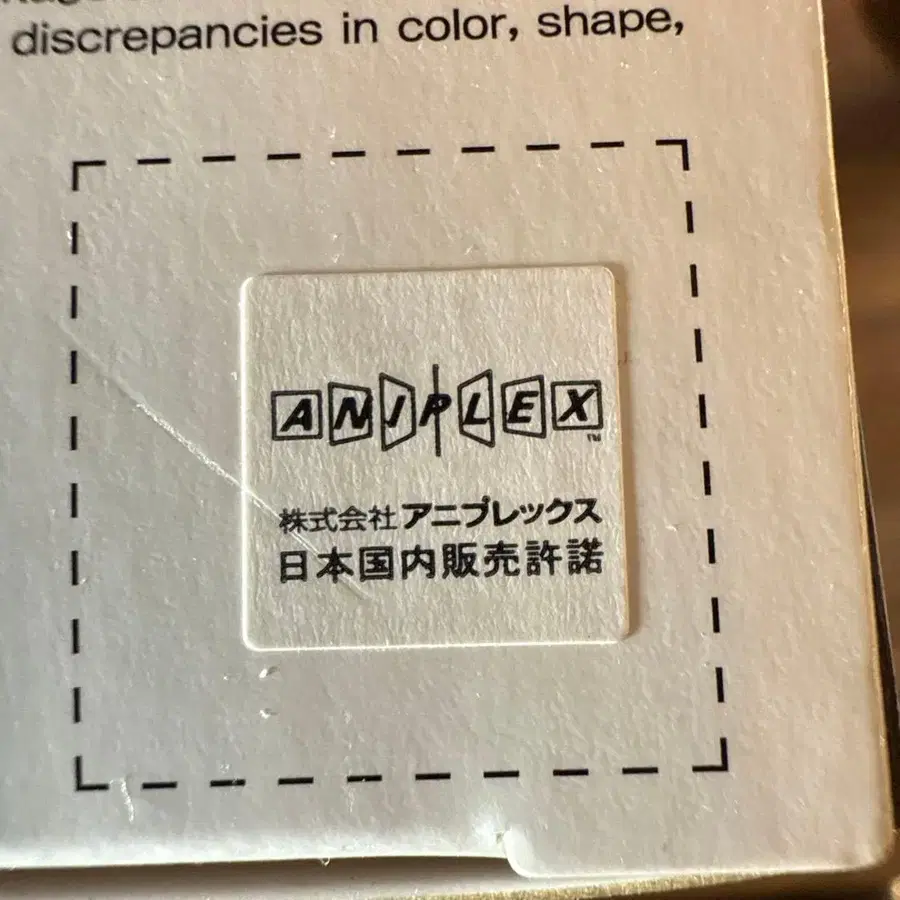 discrepancies in color, shape,
ANIPLEX™
株式会社アニプレックス
日本国内販売許諾